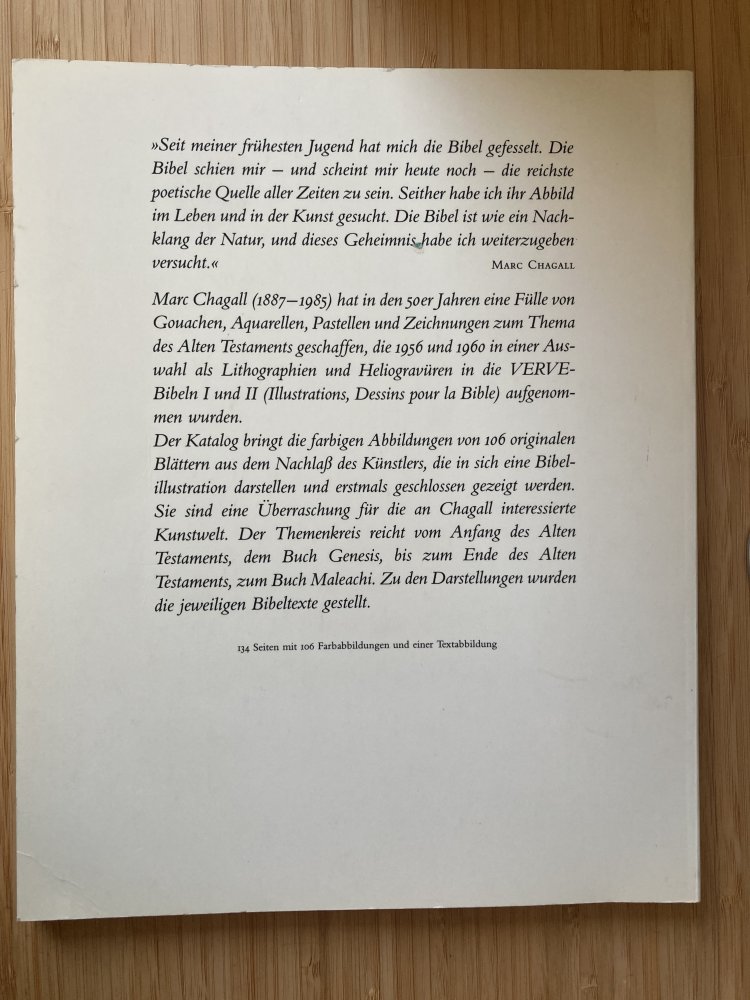 »Seit meiner frühesten Jugend hat mich die Bibel gefesselt. Die
Bibel schien mir – und scheint mir heute noch – die reichste
poetische Quelle aller Zeiten zu sein. Seither habe ich ihr Abbild
im Leben und in der Kunst gesucht. Die Bibel ist wie ein Nach-
klang der Natur, und dieses Geheimnis habe ich weiterzugeben
versucht.« MARC CHAGALL
Marc Chagall (1887–1985) hat in den 50er Jahren eine Fülle von
Gouachen, Aquarellen, Pastellen und Zeichnungen zum Thema
des Alten Testaments geschaffen, die 1956 und 1960 in einer Aus-
wahl als Lithographien und Heliogravüren in die VERVE-
Bibeln I und II (Illustrations, Dessins pour la Bible) aufgenom-
men wurden.
Der Katalog bringt die farbigen Abbildungen von 106 originalen
Blättern aus dem Nachlaß des Künstlers, die in sich eine Bibel-
illustration darstellen und erstmals geschlossen gezeigt werden.
Sie sind eine Überraschung für die an Chagall interessierte
Kunstwelt. Der Themenkreis reicht vom Anfang des Alten
Testaments, dem Buch Genesis, bis zum Ende des Alten
Testaments, zum Buch Maleachi. Zu den Darstellungen wurden
die jeweiligen Bibeltexte gestellt.
134 Seiten mit 106 Farbabbildungen und einer Textabbildung